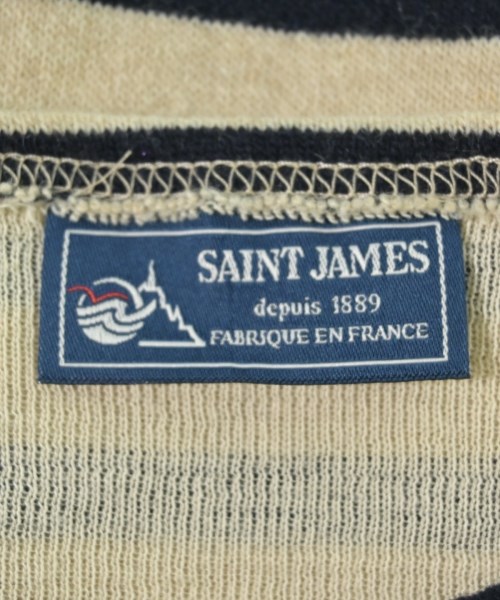 SAINT JAMES
depuis 1889
FABRIQUE EN FRANCE